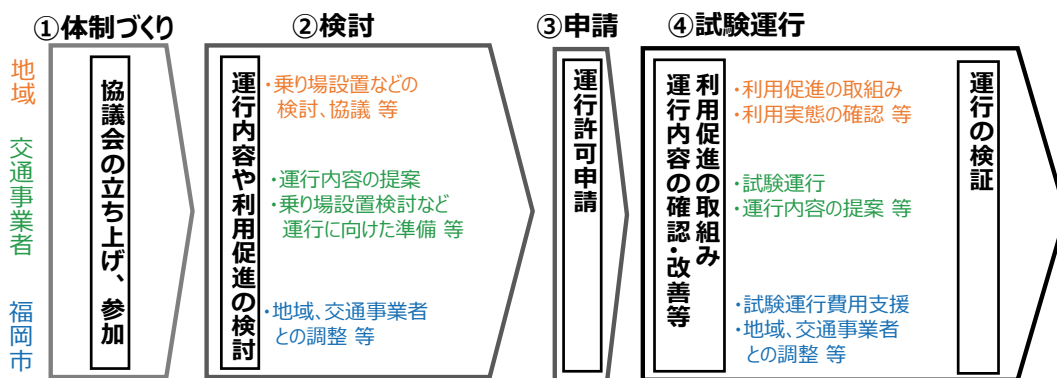 ①体制づくり
②検討
③申請
④試験運行
地域
交通事業者
福岡市
協議会の立ち上げ、参加
運行内容や利用促進の検討
・乗り場設置などの
検討、協議 等
・運行内容の提案
・乗り場設置検討など
運行に向けた準備 等
・地域、交通事業者
との調整 等
運行許可申請
利用促進の取組み
運行内容の確認・改善等
・利用促進の取組み
・利用実態の確認 等
・試験運行
・運行内容の提案 等
・試験運行費用支援
・地域、交通事業者
との調整 等
運行の検証